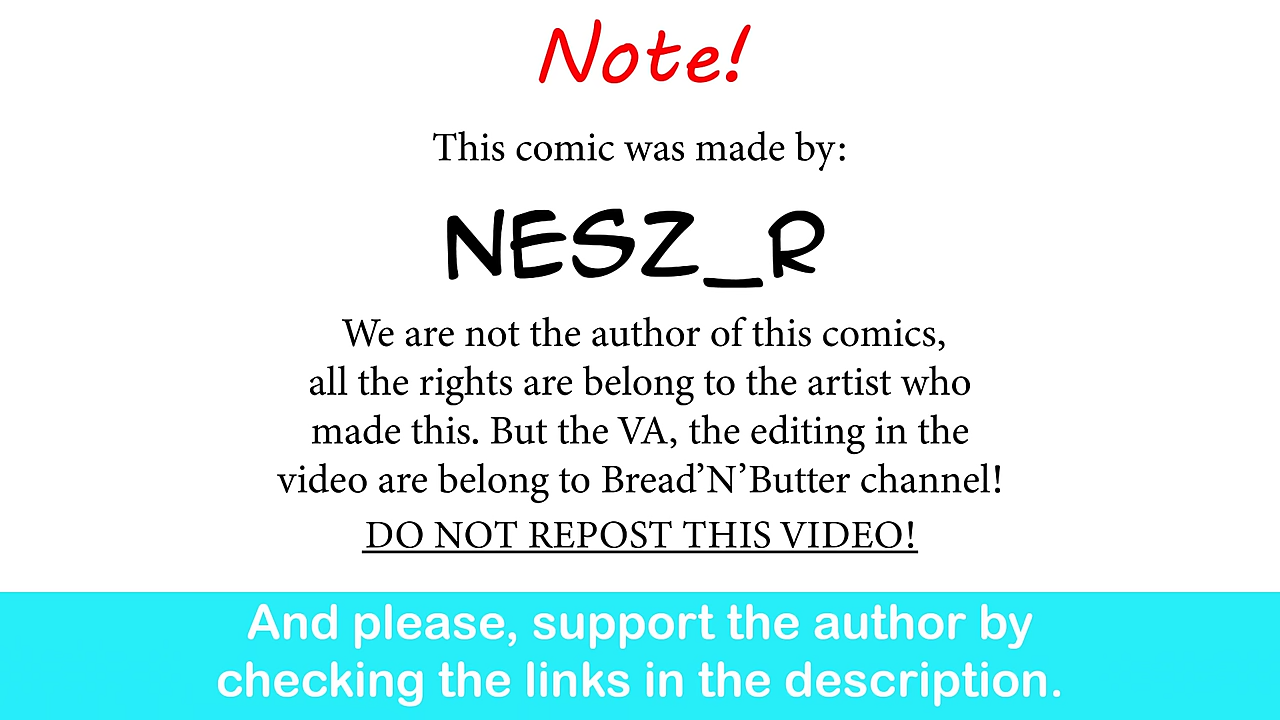 Note!
This comic was made by:
NESZ_R
We are not the author of this comics,
all the rights are belong to the artist who
made this. But the VA, the editing in the
video are belong to Bread’N’Butter channel!
DO NOT REPOST THIS VIDEO!
And please, support the author by
checking the links in the description.